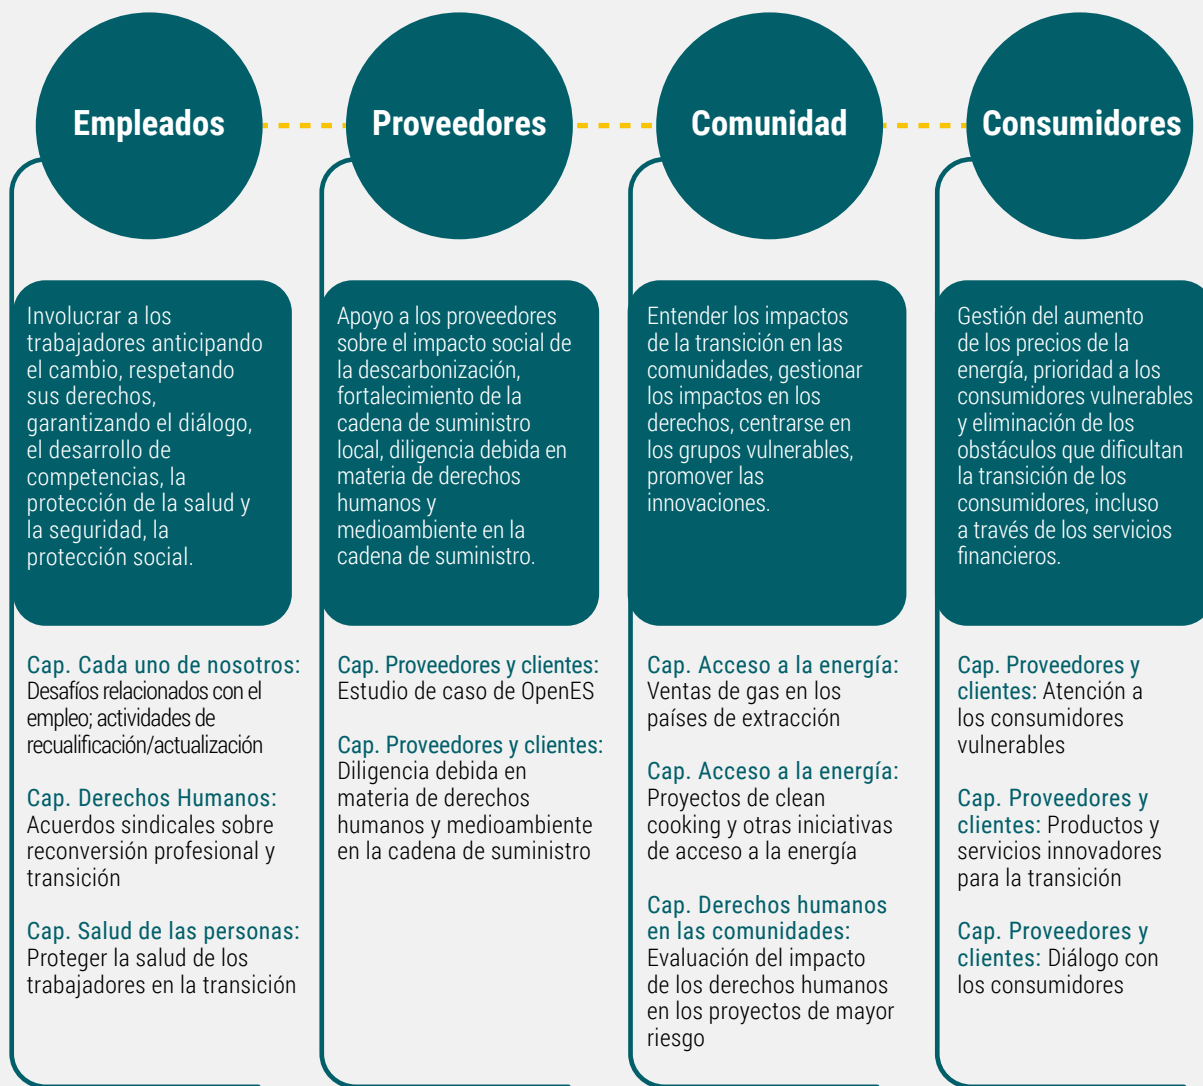 Empleados
Involucrar a los
trabajadores anticipando
el cambio, respetando
sus derechos,
garantizando el diálogo,
el desarrollo de
competencias, la
protección de la salud y
la seguridad, la
protección social.
Cap. Cada uno de nosotros:
Desafíos relacionados con el
empleo; actividades de
recualificación/actualización
Cap. Derechos Humanos:
Acuerdos sindicales sobre
reconversión profesional y
transición
Cap. Salud de las personas:
Proteger la salud de los
trabajadores en la transición
Proveedores
Apoyo a los proveedores
sobre el impacto social de
la descarbonización,
fortalecimiento de la
cadena de suministro
local, diligencia debida en
materia de derechos
humanos y
medioambiente en la
cadena de suministro.
Cap. Proveedores y clientes:
Estudio de caso de OpenES
Cap. Proveedores y clientes:
Diligencia debida en
materia de derechos
humanos y medioambiente
en la cadena de suministro
Comunidad
Entender los impactos
de la transición en las
comunidades, gestionar
los impactos en los
derechos, centrarse en
los grupos vulnerables,
promover las
innovaciones.
Cap. Acceso a la energía:
Ventas de gas en los
países de extracción
Cap. Acceso a la energía:
Proyectos de clean
cooking y otras iniciativas
de acceso a la energía
Cap. Derechos humanos
en las comunidades:
Evaluación del impacto
de los derechos humanos
en los proyectos de mayor
riesgo
Consumidores
Gestión del aumento
de los precios de la
energía, prioridad a los
consumidores vulnerables
y eliminación de los
obstáculos que dificultan
la transición de los
consumidores, incluso
a través de los servicios
financieros.
Cap. Proveedores y
clientes: Atención a
los consumidores
vulnerables
Cap. Proveedores y
clientes: Productos y
servicios innovadores
para la transición
Cap. Proveedores y
clientes: Diálogo con
los consumidores